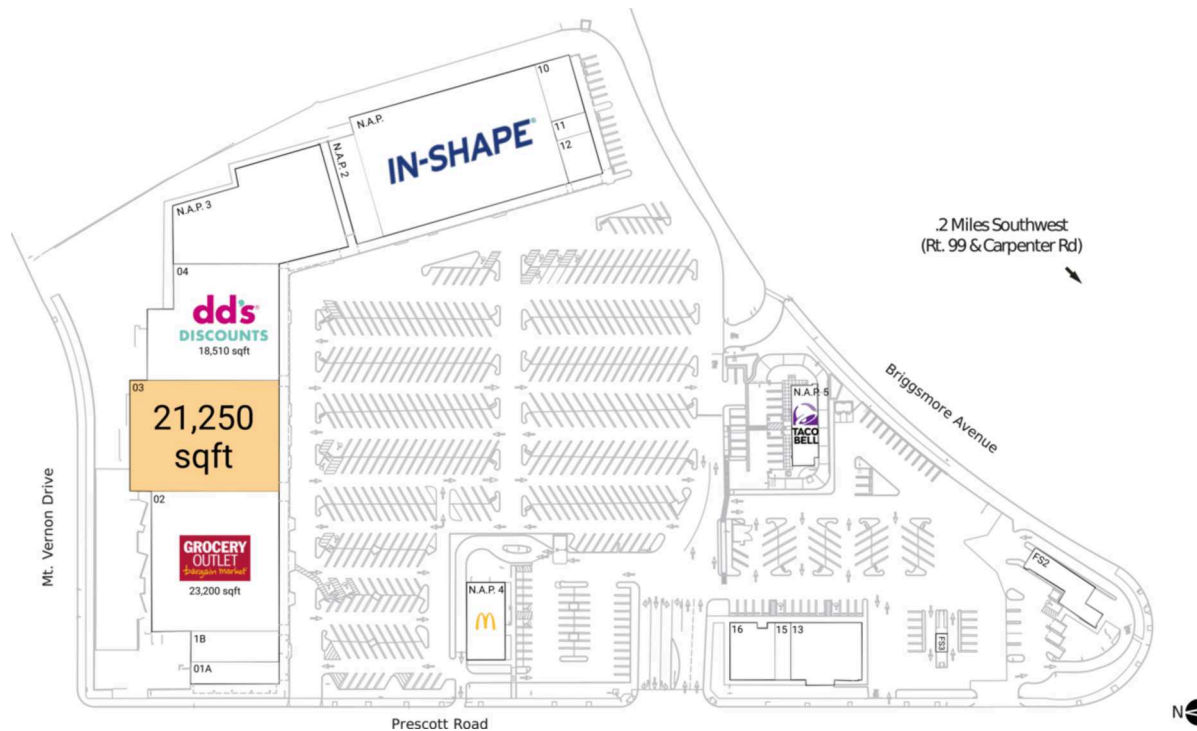 10
N.A.P.
11
IN-SHAPE
12
N.A.P. 2
N.A.P. 3
.2 Miles Southwest
(Rt. 99 & Carpenter Rd)
04
dd's
DISCOUNTS
18,510 sqft
03
21,250
sqft
N.A.P. 5
TACO
BELL
Briggsmore Avenue
Mt. Vernon Drive
02
GROCERY
OUTLET
bargain market
23,200 sqft
FS2
N.A.P. 4
M
1B
01A
16
15
13
FS3
Prescott Road
N